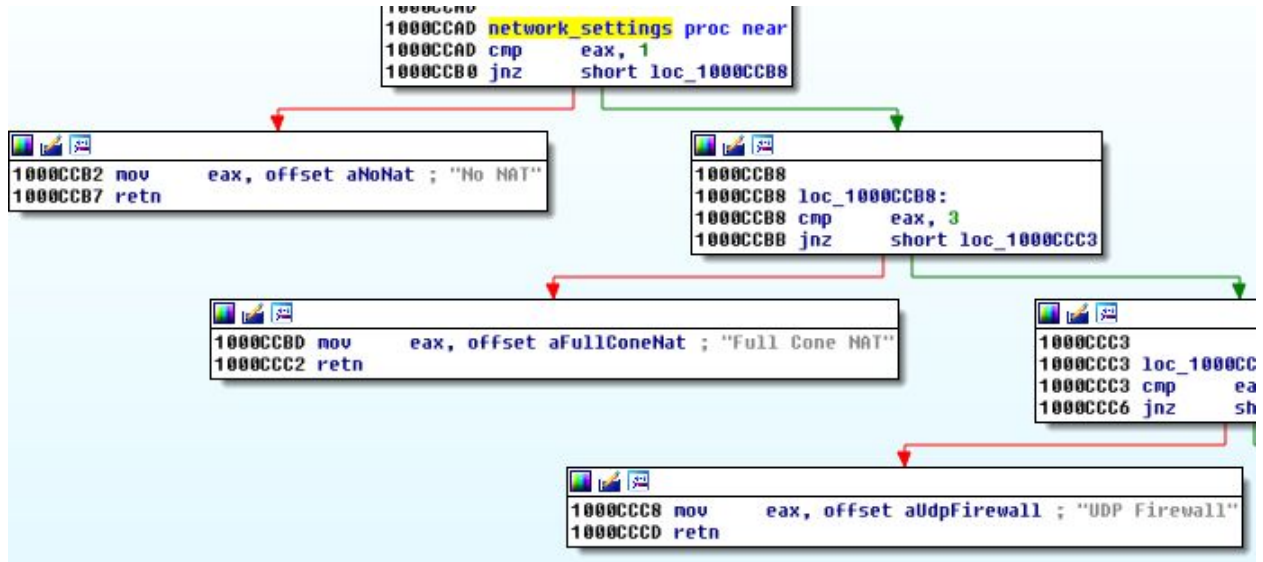 1000CCAD network_settings proc near
1000CCAD cmp eax, 1
1000CCB0 jnz short loc_1000CCB8
1000CCB2 mov eax, offset aNoNat ; "No NAT"
1000CCB7 retn
1000CCB8
1000CCB8 loc_1000CCB8:
1000CCB8 cmp eax, 3
1000CCBB jnz short loc_1000CCC3
1000CCBD mov eax, offset aFullConeNat ; "Full Cone NAT"
1000CCC2 retn
1000CCC3
1000CCC3 loc_1000CC
1000CCC3 cmp ea
1000CCC6 jnz sh
1000CCC8 mov eax, offset aUdpFirewall ; "UDP Firewall"
1000CCCD retn